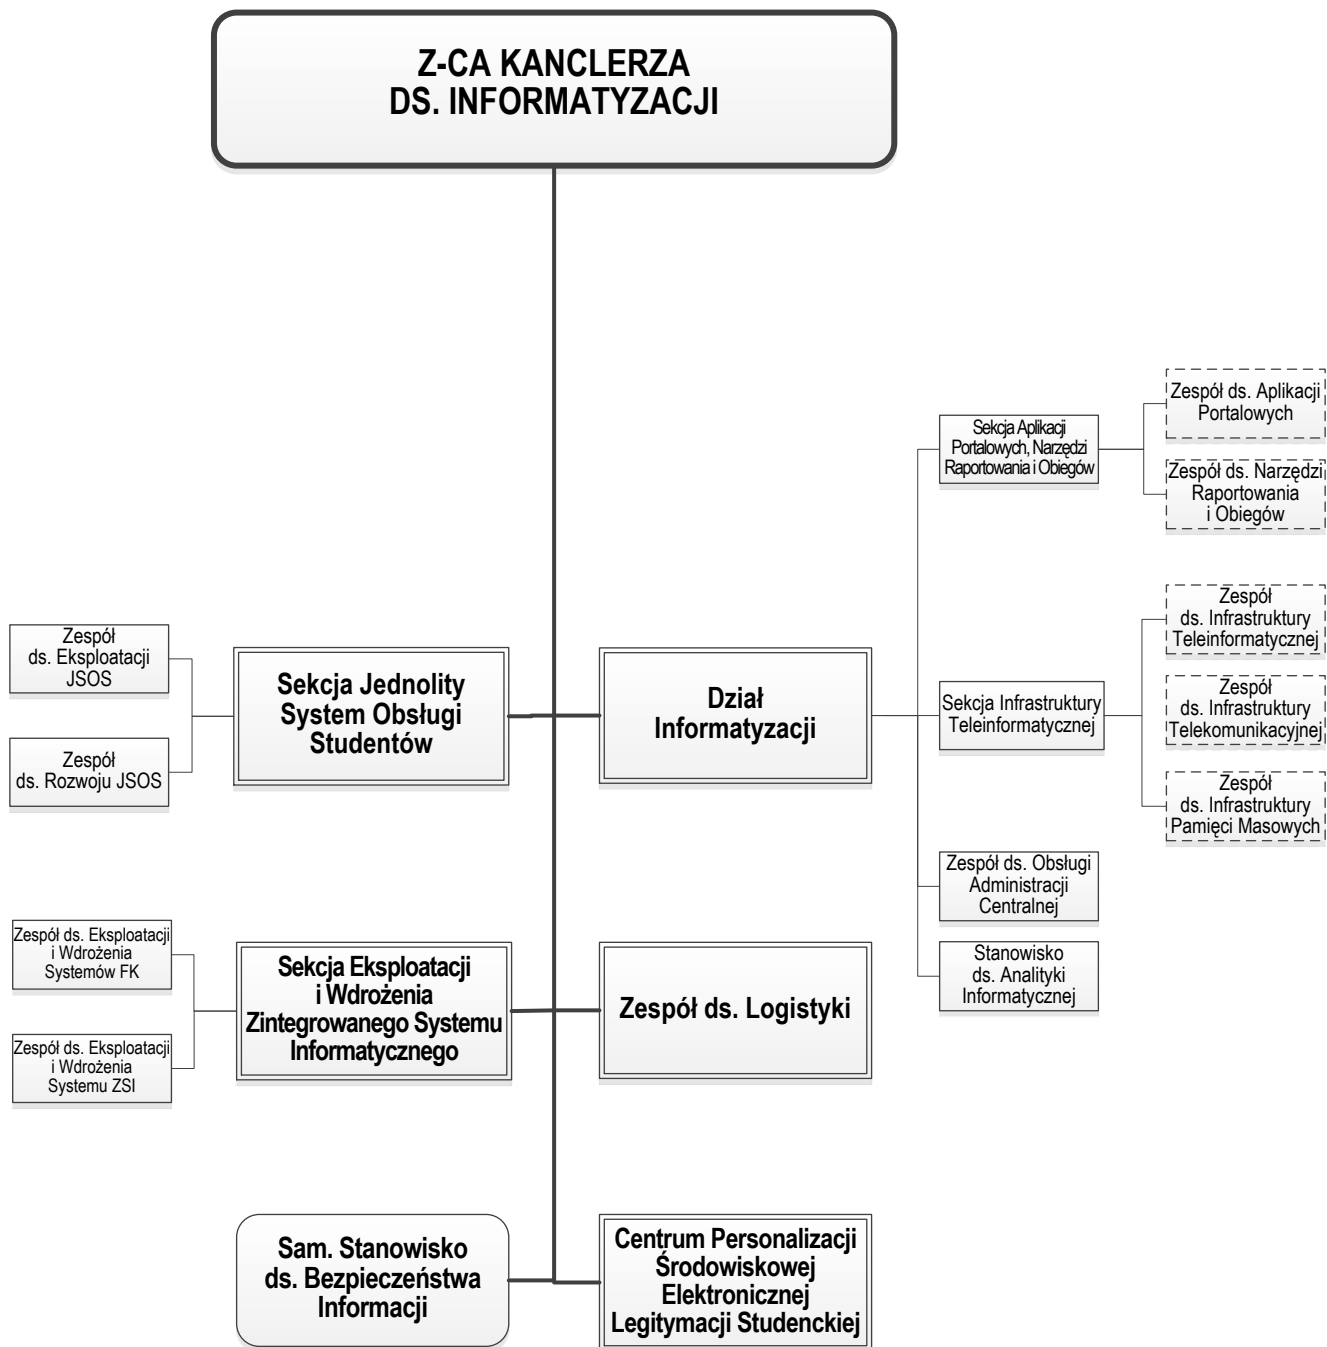 Z-CA KANCLERZA
DS. INFORMATYZACJI
Zespół ds. Aplikacji
Portalowych
Sekcja Aplikacji
Portalowych, Narzędzi
Raportowania i Obiegów
Zespół ds. Narzędzi
Raportowania
i Obiegów
Zespół
ds. Infrastruktury
Teleinformatycznej
Zespół
ds. Eksploatacji
JSOS
Sekcja Jednolity
System Obsługi
Studentów
Dział
Informatyzacji
Sekcja Infrastruktury
Teleinformatycznej
Zespół
ds. Infrastruktury
Telekomunikacyjnej
Zespół
ds. Rozwoju JSOS
Zespół
ds. Infrastruktury
Pamięci Masowych
Zespół ds. Obsługi
Administracji
Centralnej
Zespół ds. Eksploatacji
i Wdrożenia
Systemów FK
Sekcja Eksploatacji
i Wdrożenia
Zintegrowanego Systemu
Informatycznego
Zespół ds. Logistyki
Stanowisko
ds. Analityki
Informatycznej
Zespół ds. Eksploatacji
i Wdrożenia
Systemu ZSI
Sam. Stanowisko
ds. Bezpieczeństwa
Informacji
Centrum Personalizacji
Środowiskowej
Elektronicznej
Legitymacji Studenckiej